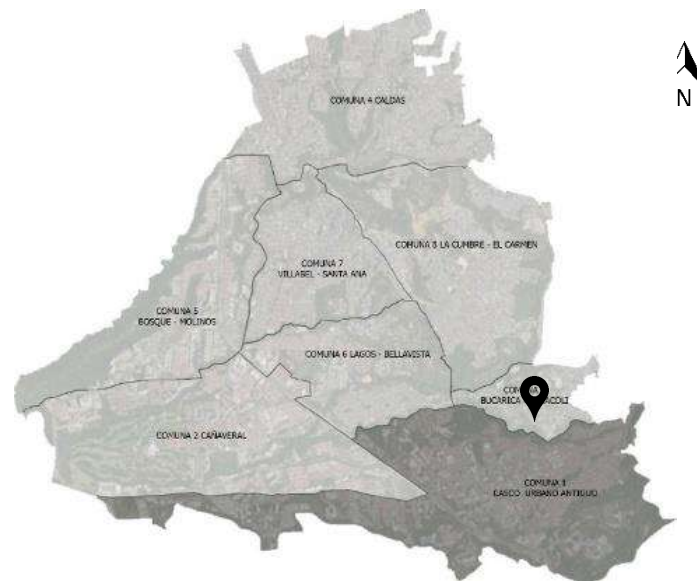 COMUNA 4 CALDAS
N
COMUNA 8 LA CUMBRE - EL CARMEN
COMUNA 7
VILLABEL - SANTA ANA
COMUNA 5
BOSQUE - MOLINOS
COMUNA 6 LAGOS - BELLAVISTA
BUCARICA
COMUNA 2 CAÑAVERAL
COMUNA 1
CASCO URBANO ANTIGUO